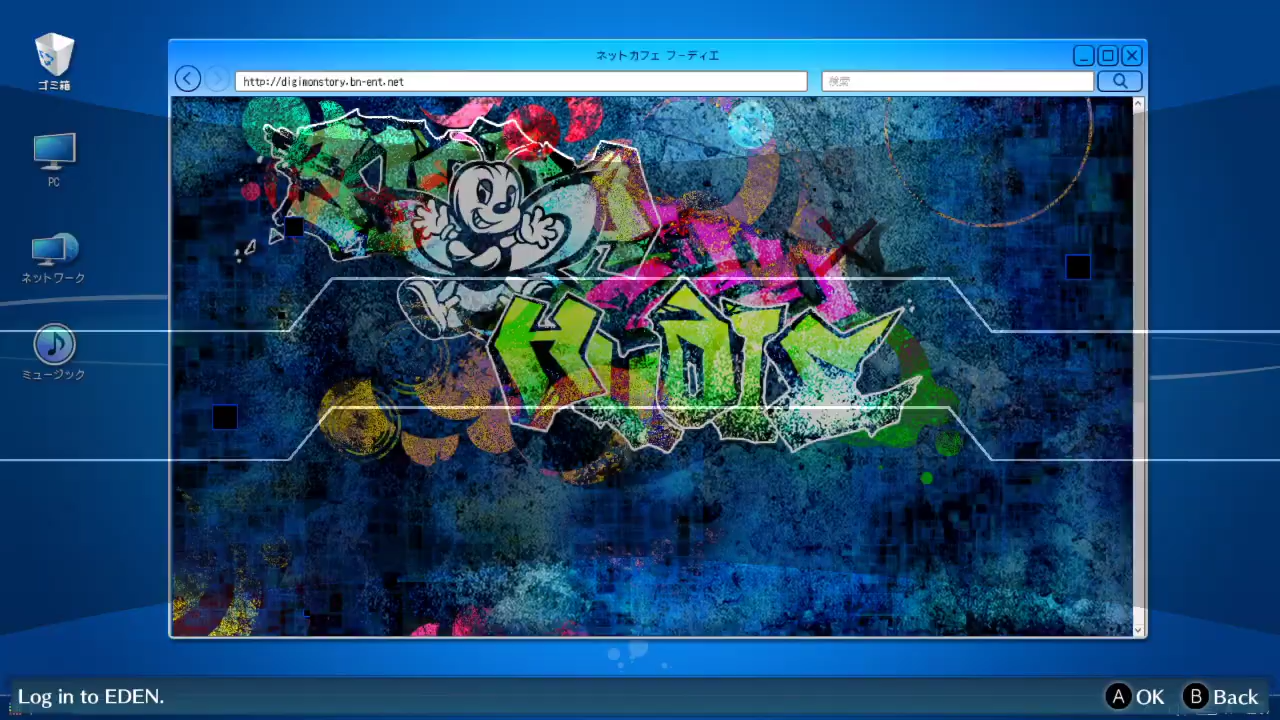 ゴミ箱
PC
ネットワーク
ミュージック
ネットカフェ フーディエ
http://digimonstory.bn-ent.net
検索
Log in to EDEN.
A OK
B Back